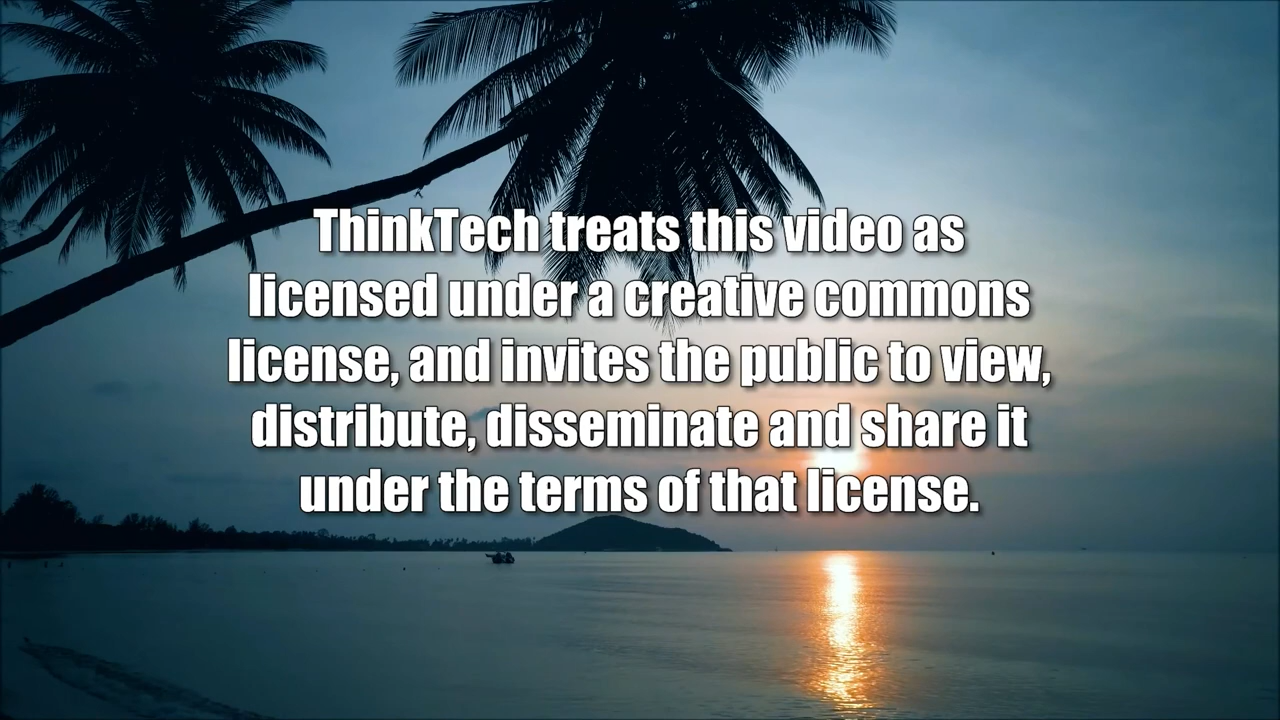 ThinkTech treats this video as
licensed under a creative commons
license, and invites the public to view,
distribute, disseminate and share it
under the terms of that license.